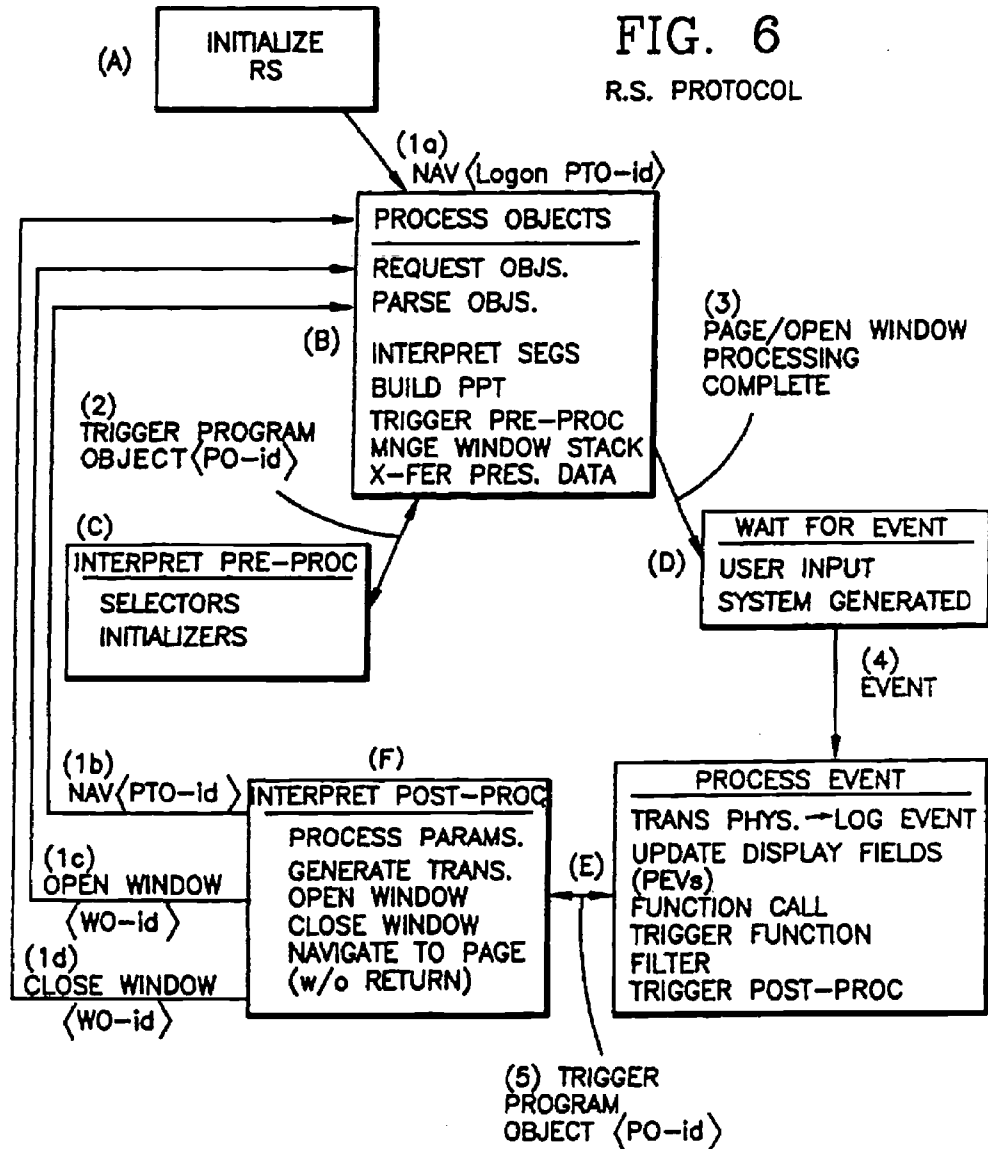 FIG. 6
R.S. PROTOCOL
(A)
INITIALIZE
RS
(1a)
NAV⟨Logon PTO-id⟩
PROCESS OBJECTS
REQUEST OBJS.
PARSE OBJS.
(B)
INTERPRET SEGS
BUILD PPT
TRIGGER PRE-PROC
MNGE WINDOW STACK
X-FER PRES. DATA
(2)
TRIGGER PROGRAM
OBJECT⟨PO-id⟩
(3)
PAGE/OPEN WINDOW
PROCESSING
COMPLETE
(C)
INTERPRET PRE-PROC
SELECTORS
INITIALIZERS
(D)
WAIT FOR EVENT
USER INPUT
SYSTEM GENERATED
(4)
EVENT
(1b)
NAV⟨PTO-id⟩
(1c)
OPEN WINDOW
⟨WO-id⟩
(1d)
CLOSE WINDOW
⟨WO-id⟩
(F)
INTERPRET POST-PROC
PROCESS PARAMS.
GENERATE TRANS.
OPEN WINDOW
CLOSE WINDOW
NAVIGATE TO PAGE
(w/o RETURN)
(E)
PROCESS EVENT
TRANS PHYS.→LOG EVENT
UPDATE DISPLAY FIELDS
(PEVs)
FUNCTION CALL
TRIGGER FUNCTION
FILTER
TRIGGER POST-PROC
(5) TRIGGER
PROGRAM
OBJECT ⟨PO-id⟩